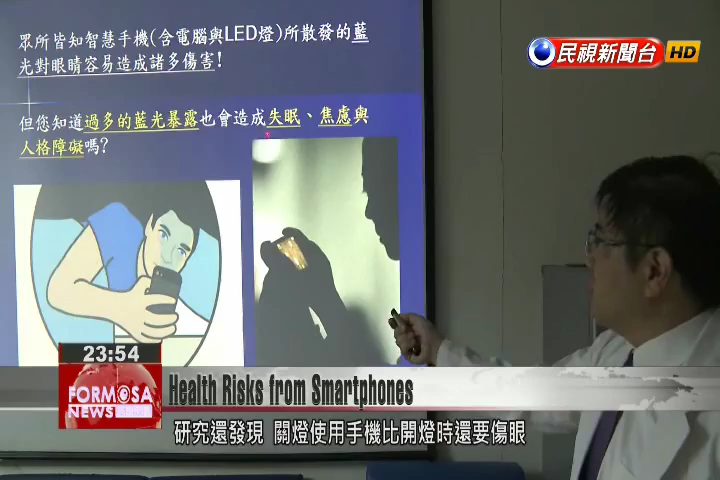 眾所皆知智慧手機(含電腦與LED燈)所散發的藍
光對眼睛容易造成諸多傷害!
民視新聞台 HD
但您知道過多的藍光暴露也會造成失眠、焦慮與
人格障礙嗎?
23:54
FORMOSA
NEWS
Health Risks from Smartphones
研究還發現 關燈使用手機比開燈時還要傷眼